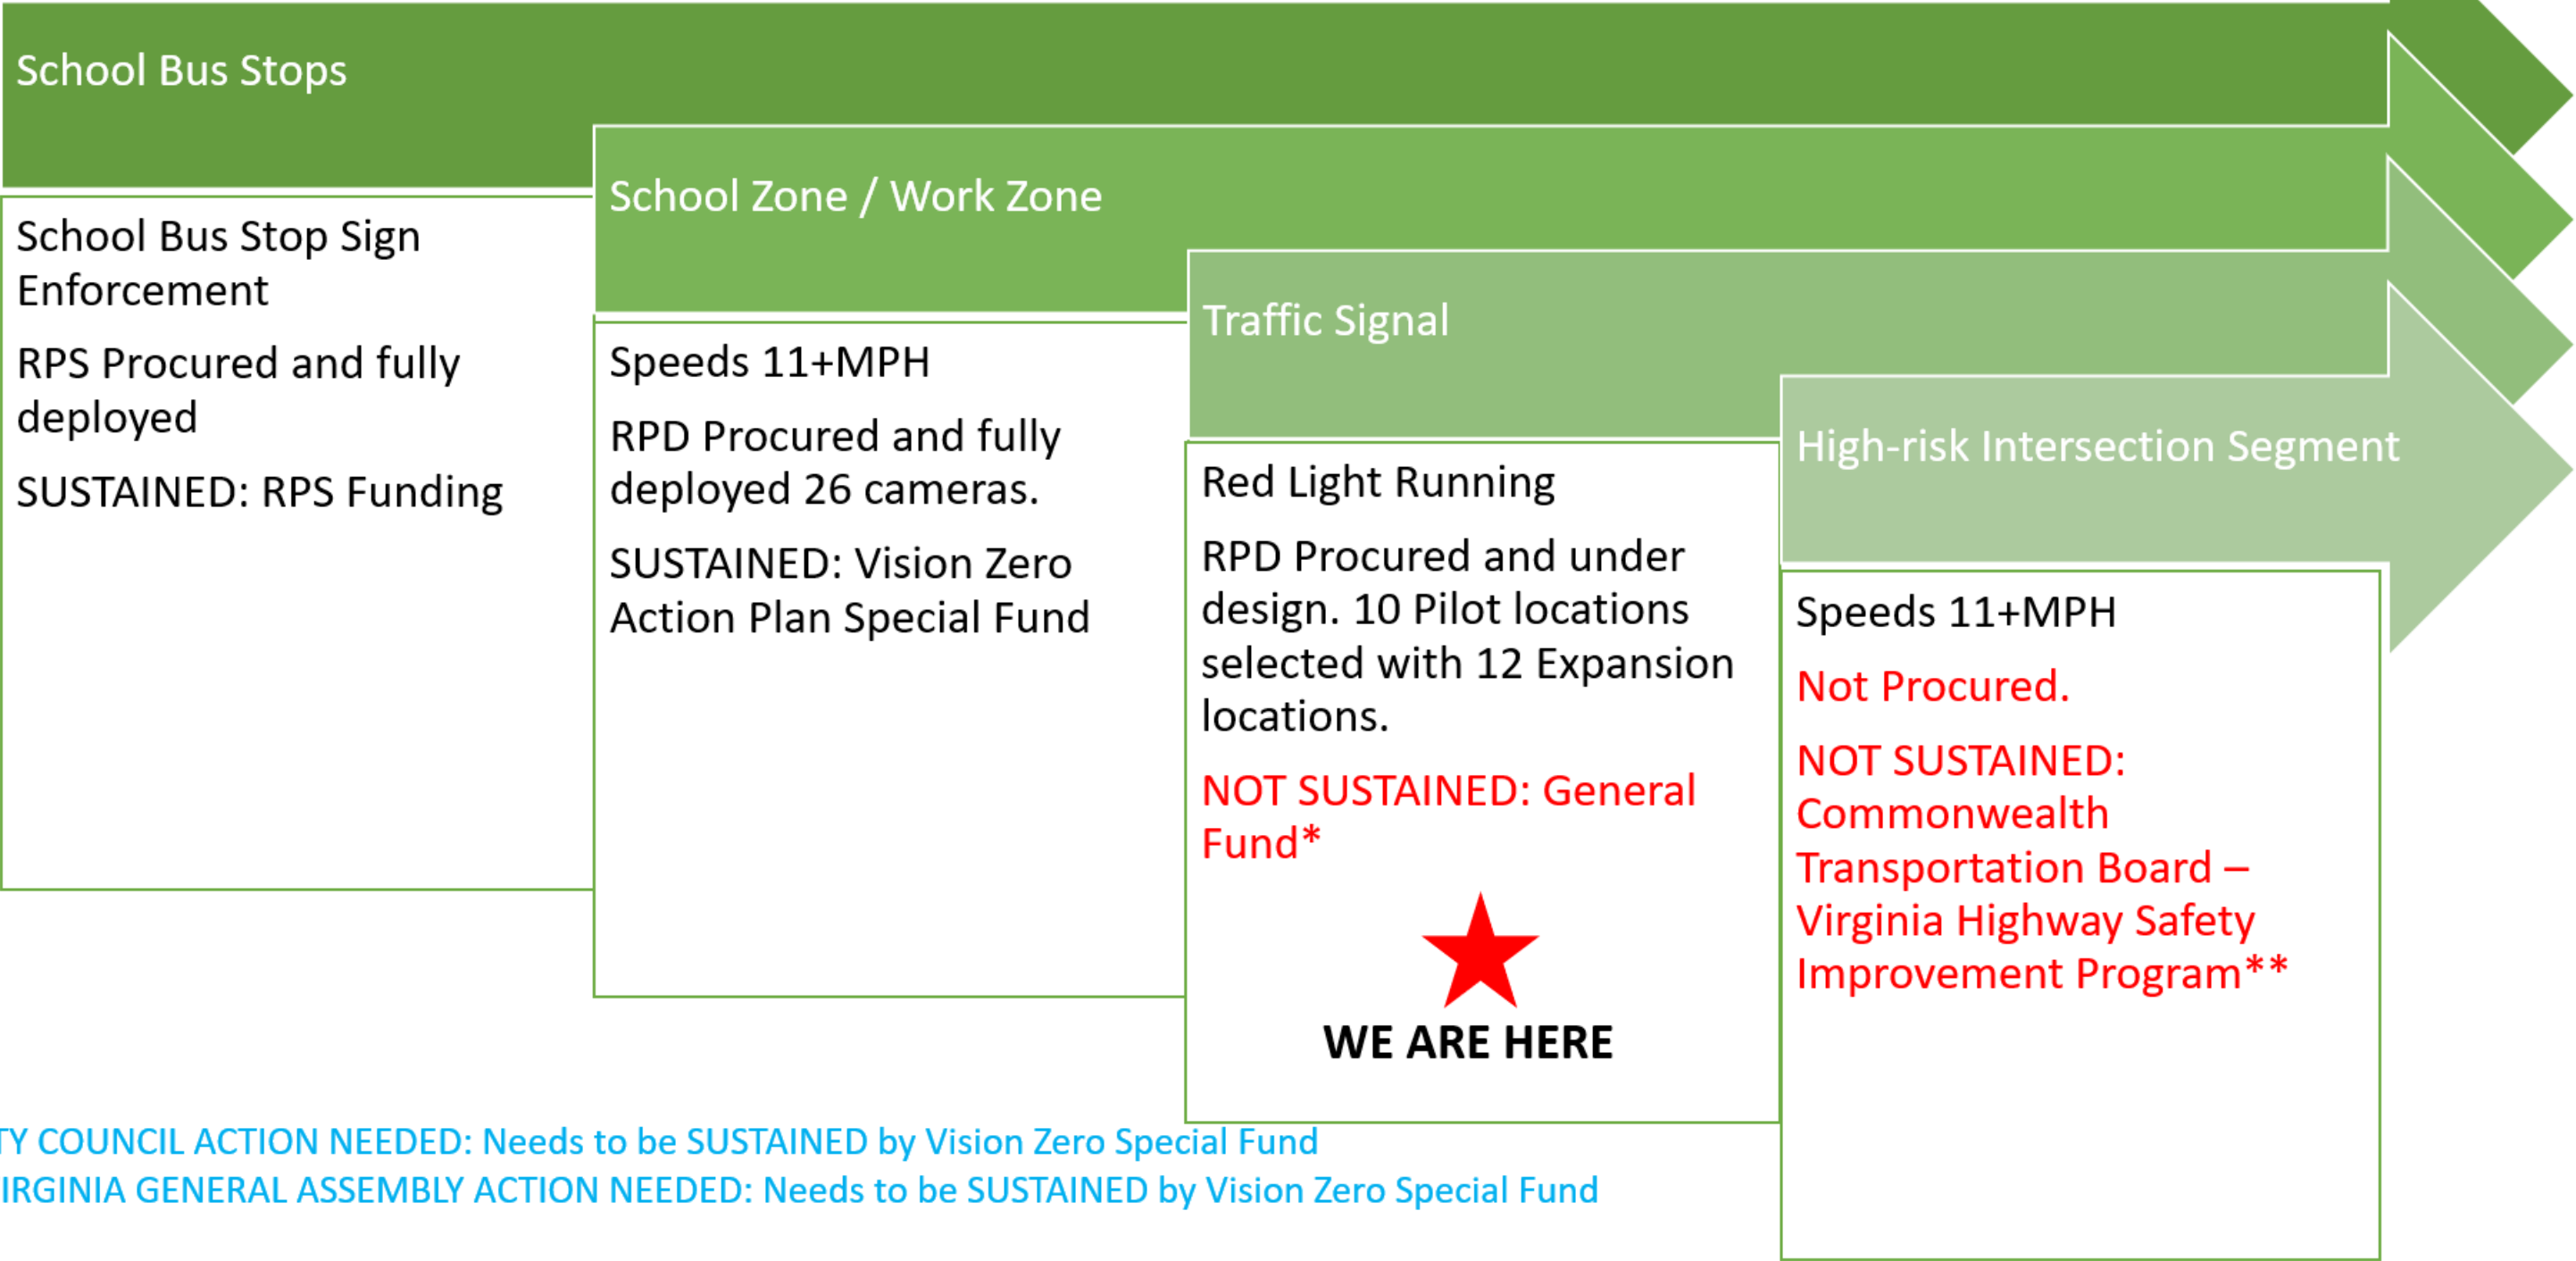 School Bus Stops
School Bus Stop Sign
Enforcement
RPS Procured and fully
deployed
SUSTAINED: RPS Funding
School Zone / Work Zone
Speeds 11+MPH
RPD Procured and fully
deployed 26 cameras.
SUSTAINED: Vision Zero
Action Plan Special Fund
Traffic Signal
Red Light Running
RPD Procured and under
design. 10 Pilot locations
selected with 12 Expansion
locations.
NOT SUSTAINED: General
Fund*
WE ARE HERE
High-risk Intersection Segment
Speeds 11+MPH
Not Procured.
NOT SUSTAINED:
Commonwealth
Transportation Board –
Virginia Highway Safety
Improvement Program**
TY COUNCIL ACTION NEEDED: Needs to be SUSTAINED by Vision Zero Special Fund
IRGINIA GENERAL ASSEMBLY ACTION NEEDED: Needs to be SUSTAINED by Vision Zero Special Fund